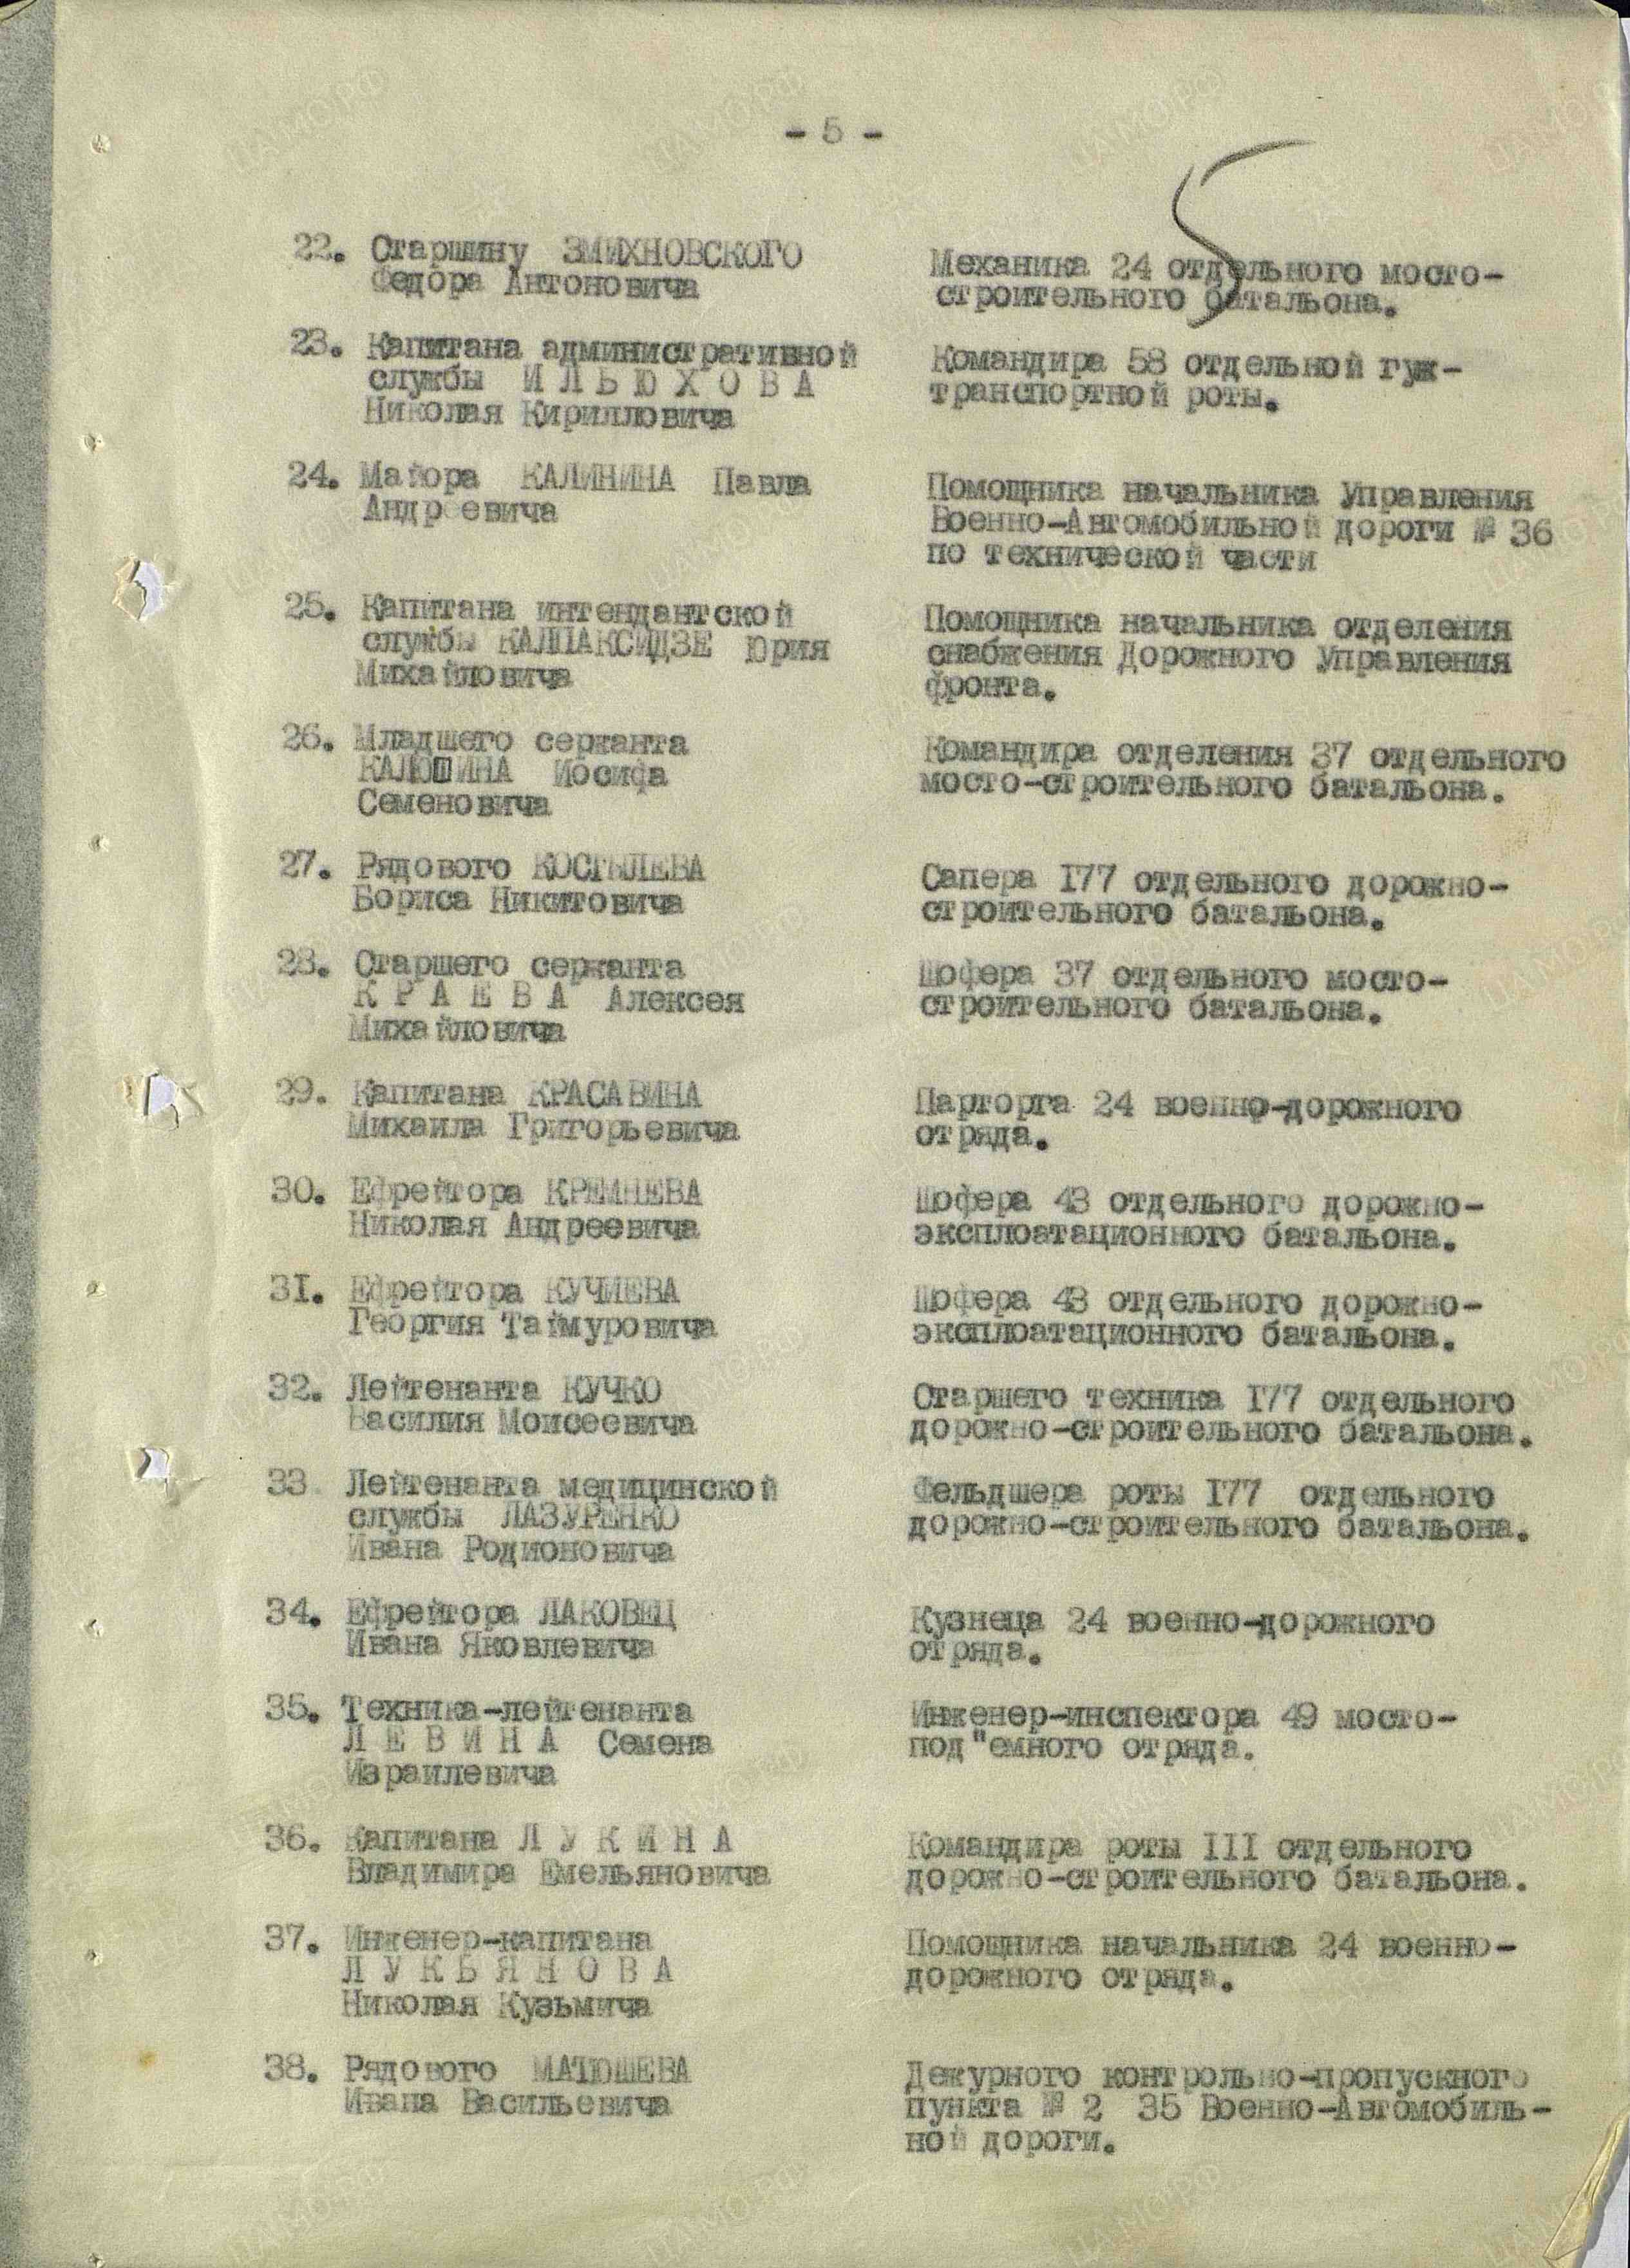 - 5 -
5
22. Старшину ЗМИХНОВСКОГО
Федора Антоновича
Механика 24 отдельного мосто-
строительного батальона.
23. Капитана административной
службы И Л Ь Ю Х О В А
Николая Кирилловича
Командира 58 отдельной гуж-
транспортной роты.
24. Майора КАЛИНИНА Павла
Андреевича
Помощника начальника Управления
Военно-Автомобильной дороги № 36
по технической части
25. Капитана интендантской
службы КАЛПАКСИДЗЕ Юрия
Михайловича
Помощника начальника отделения
снабжения Дорожного Управления
фронта.
26. Младшего сержанта
КАЛЮШИНА Иосифа
Семеновича
Командира отделения 37 отдельного
мосто-строительного батальона.
27. Рядового КОСТЫЛЕВА
Бориса Никитовича
Сапера I77 отдельного дорожно-
строительного батальона.
28. Старшего сержанта
К Р А Е В А Алексея
Михайловича
Шофера 37 отдельного мосто-
строительного батальона.
29. Капитана КРАСАВИНА
Михаила Григорьевича
Парторга 24 военно-дорожного
отряда.
30. Ефрейтора КРЕМНЕВА
Николая Андреевича
Шофера 43 отдельного дорожно-
эксплоатационного батальона.
3I. Ефрейтора КУЧИЕВА
Георгия Таймуровича
Шофера 43 отдельного дорожно-
эксплоатационного батальона.
32. Лейтенанта КУЧКО
Василия Моисеевича
Старшего техника I77 отдельного
дорожно-строительного батальона.
33. Лейтенанта медицинской
службы ЛАЗУРЕНКО
Ивана Родионовича
Фельдшера роты I77 отдельного
дорожно-строительного батальона.
34. Ефрейтора ЛАКОВЕЦ
Ивана Яковлевича
Кузнеца 24 военно-дорожного
отряда.
35. Техника-лейтенанта
Л Е В И Н А Семена
Израилевича
Инженер-инспектора 49 мосто-
под"емного отряда.
36. Капитана Л У К И Н А
Владимира Емельяновича
Командира роты III отдельного
дорожно-строительного батальона.
37. Инженер-капитана
Л У К Ь Я Н О В А
Николая Кузьмича
Помощника начальника 24 военно-
дорожного отряда.
38. Рядового МАТЮШЕВА
Ивана Васильевича
Дежурного контрольно-пропускного
пункта № 2 35 Военно-Автомобиль-
ной дороги.